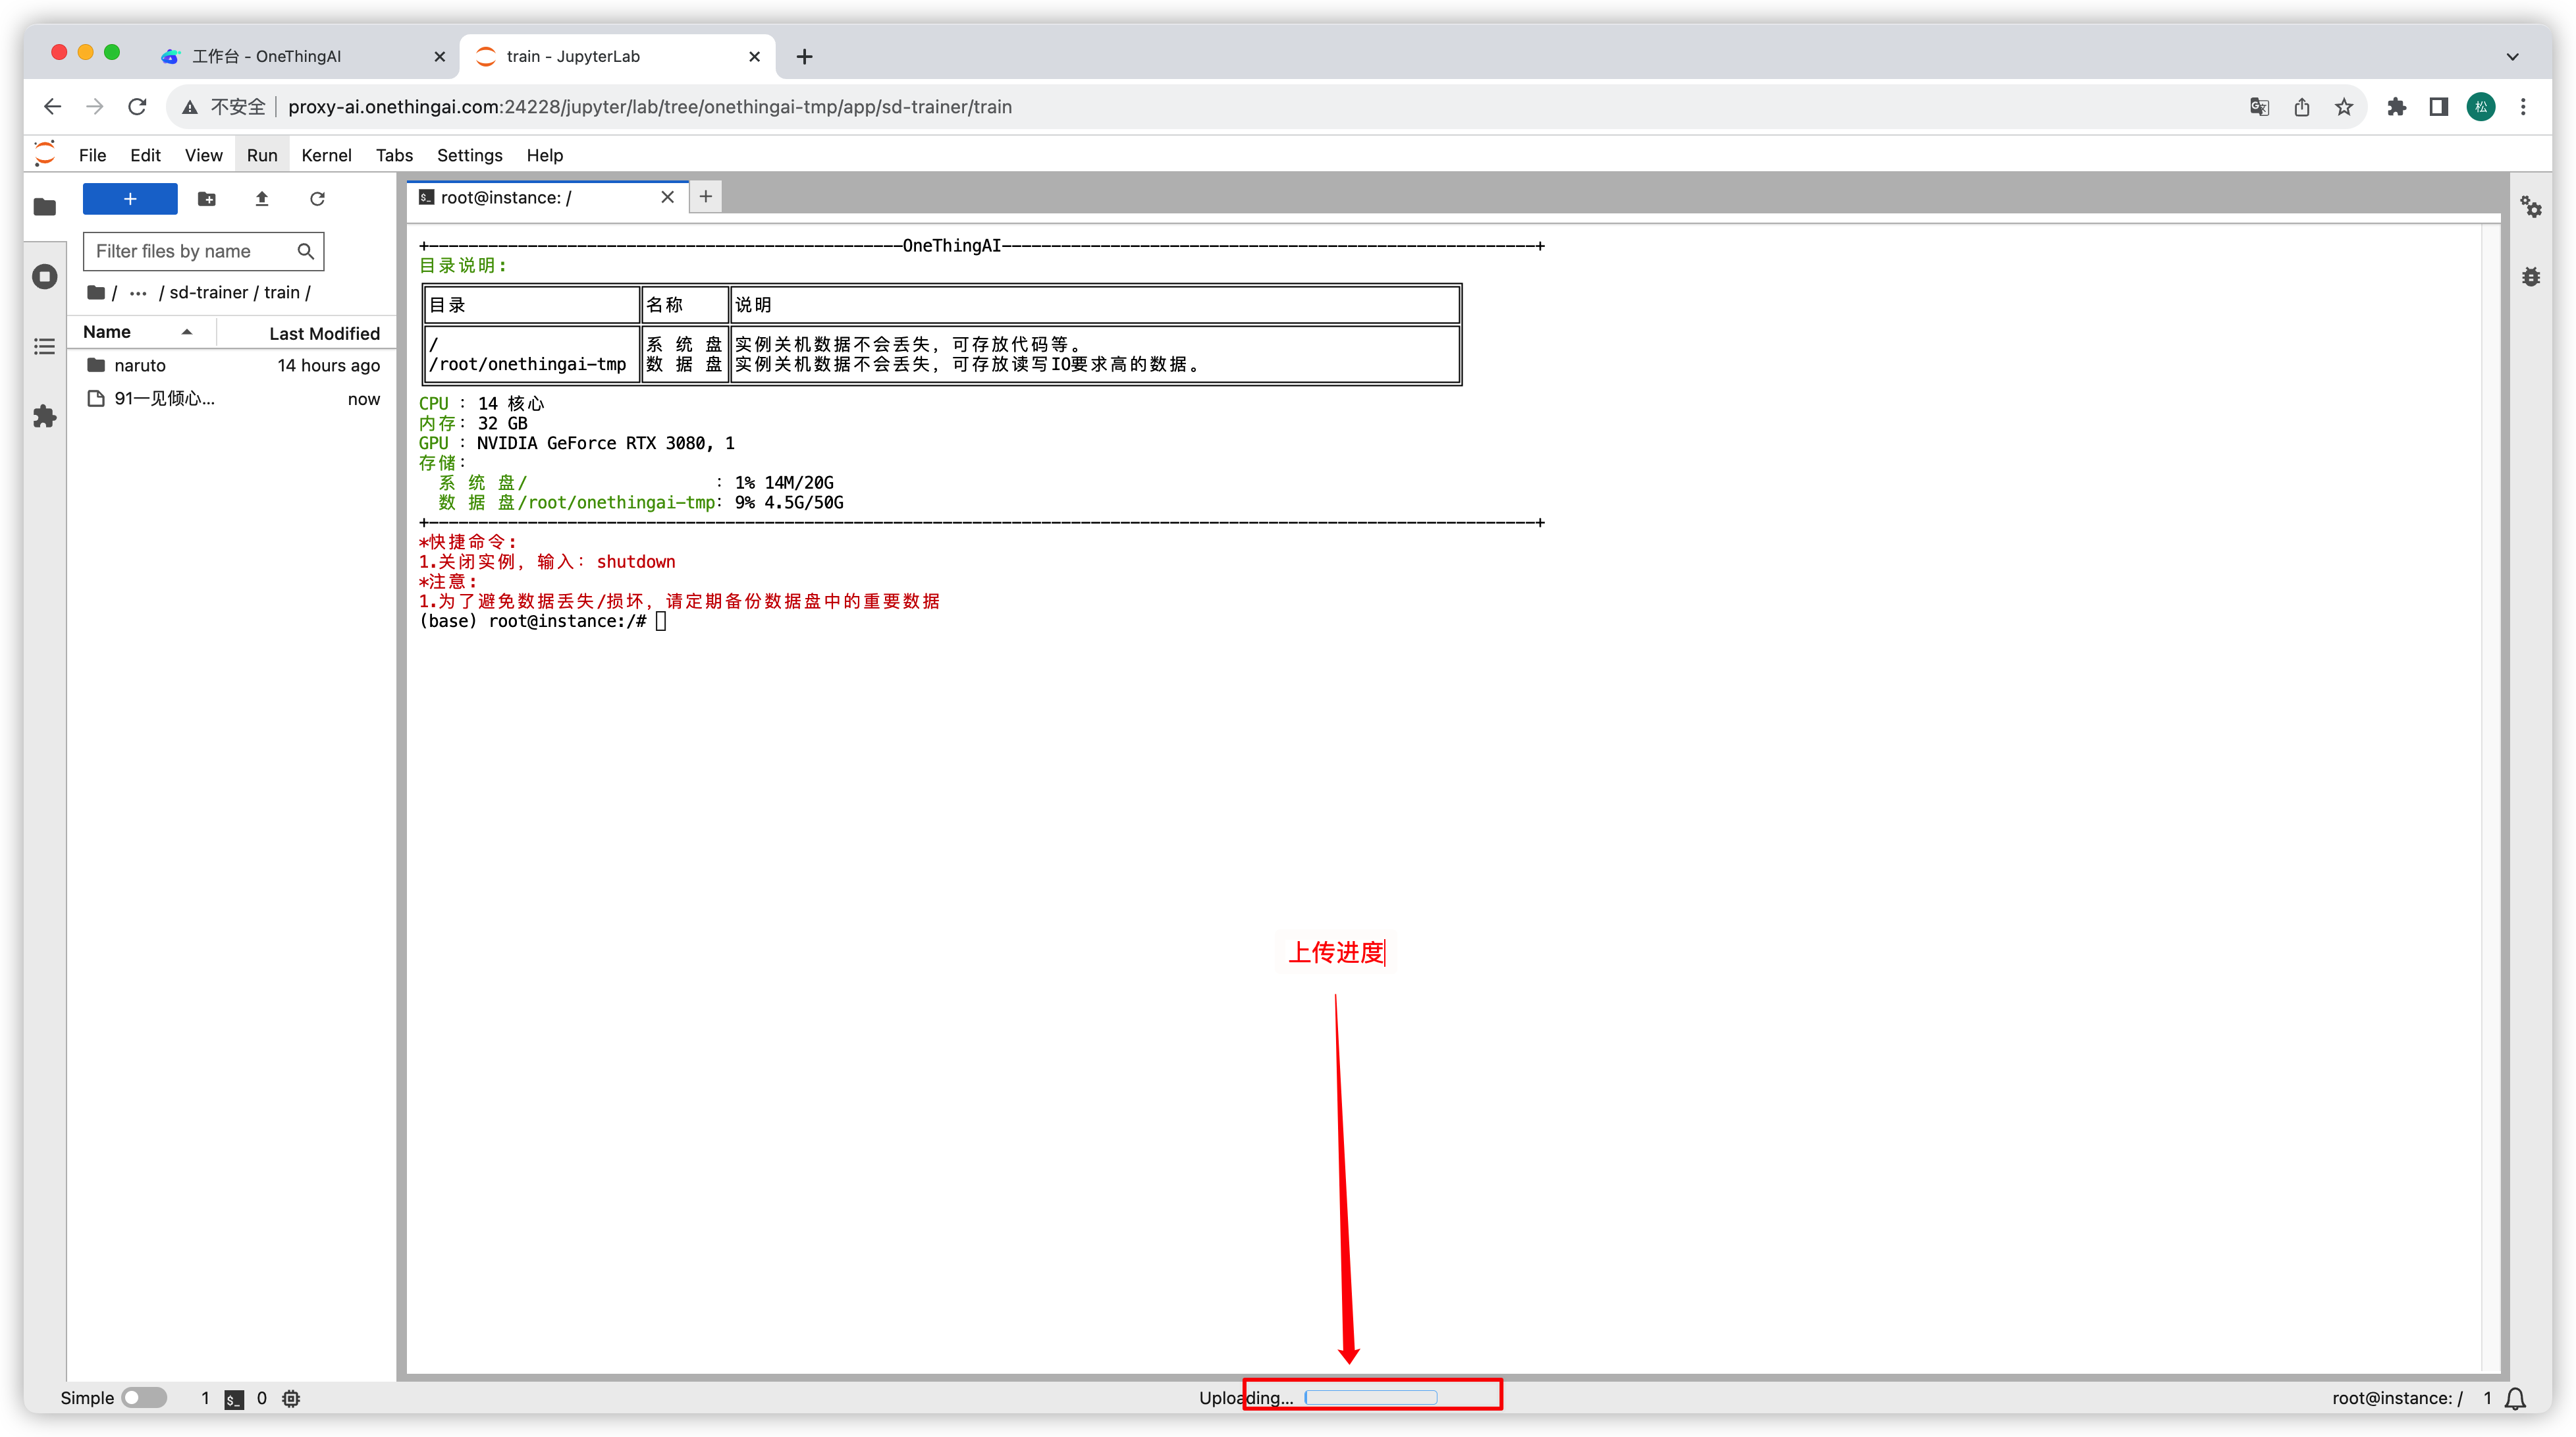 工作台 - OneThingAI
train - JupyterLab
不安全 proxy-ai.onethingai.com:24228/jupyter/lab/tree/onethingai-tmp/app/sd-trainer/train
松
File Edit View Run Kernel Tabs Settings Help
root@instance: /
Filter files by name
/ ··· / sd-trainer / train /
Name Last Modified
naruto 14 hours ago
91一见倾心... now
OneThingAI
目录说明:
目录 名称 说明
/ 系统盘 实例关机数据不会丢失, 可存放代码等。
/root/onethingai-tmp 数据盘 实例关机数据不会丢失, 可存放读写IO要求高的数据。
CPU : 14 核心
内存: 32 GB
GPU : NVIDIA GeForce RTX 3080, 1
存储:
系 统 盘/ : 1% 14M/20G
数 据 盘/root/onethingai-tmp: 9% 4.5G/50G
*快捷命令:
1.关闭实例, 输入: shutdown
*注意:
1.为了避免数据丢失/损坏, 请定期备份数据盘中的重要数据
(base) root@instance:/#
上传进度
Simple 1 $_ 0 Uploading... root@instance: / 1